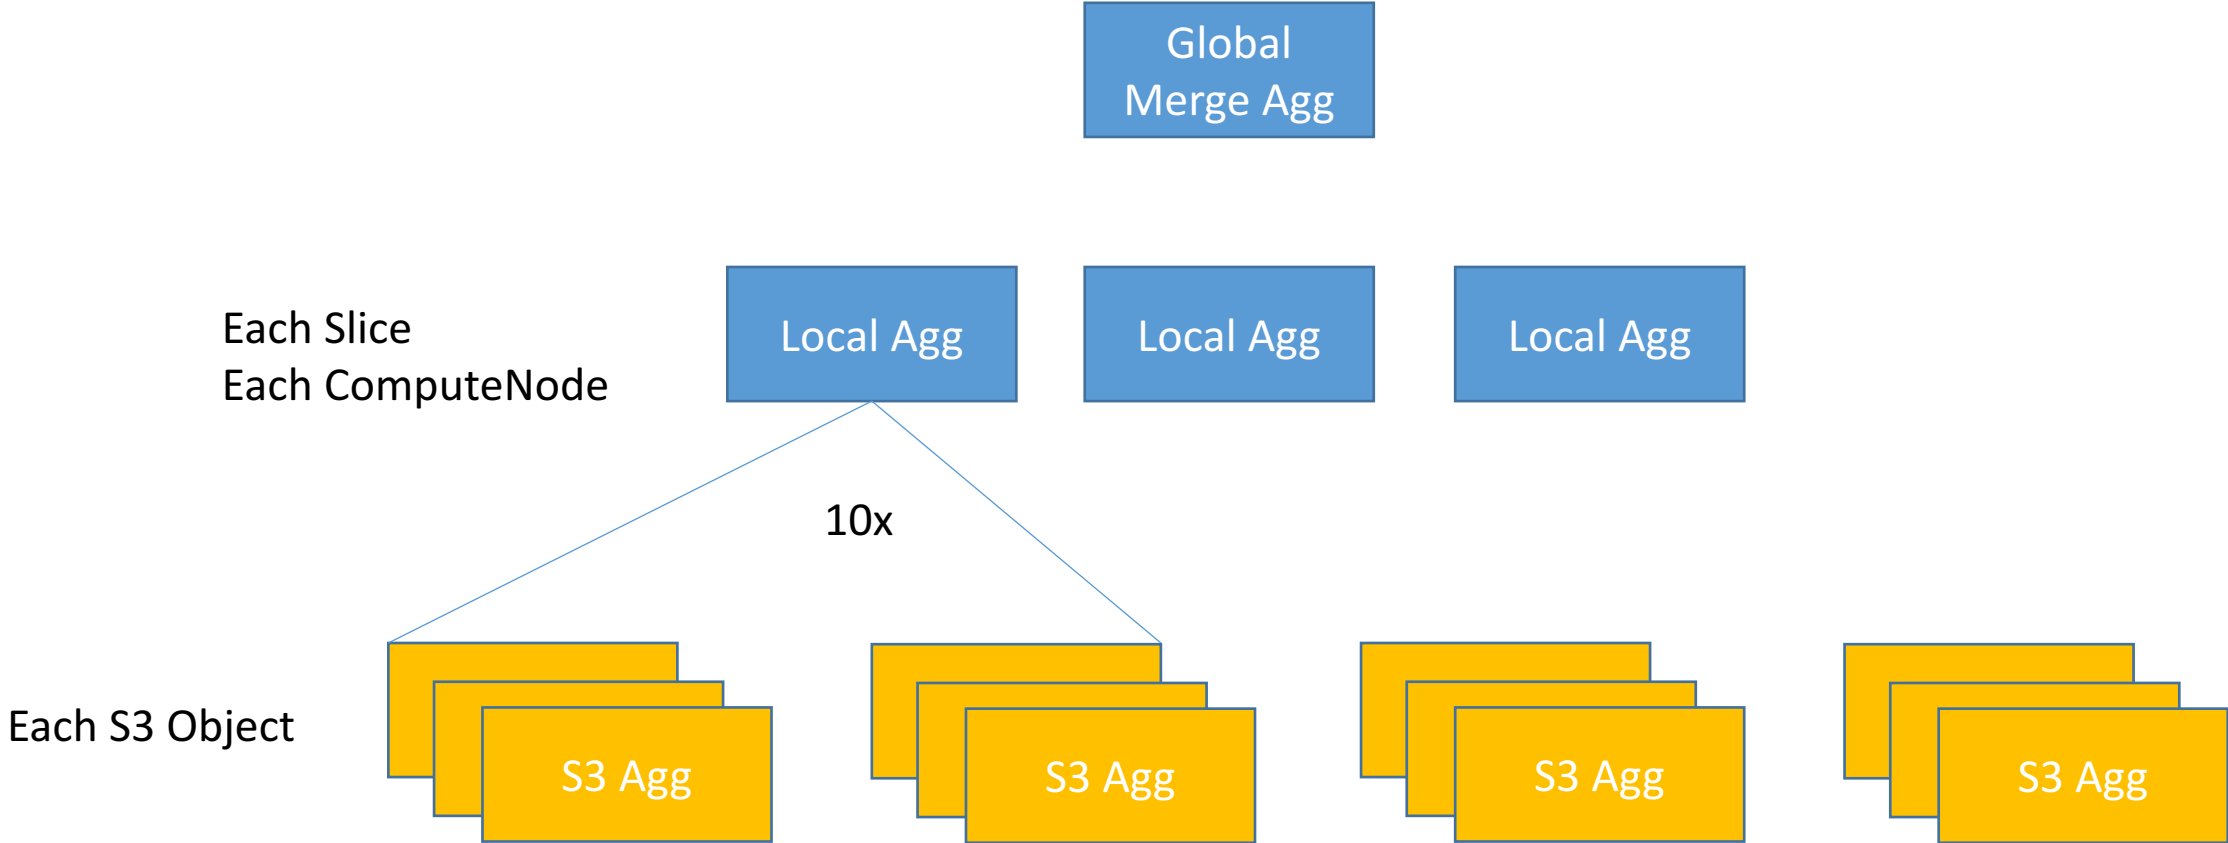 Global
Merge Agg
Each Slice
Each ComputeNode
Local Agg
Local Agg
Local Agg
10x
Each S3 Object
S3 Agg
S3 Agg
S3 Agg
S3 Agg